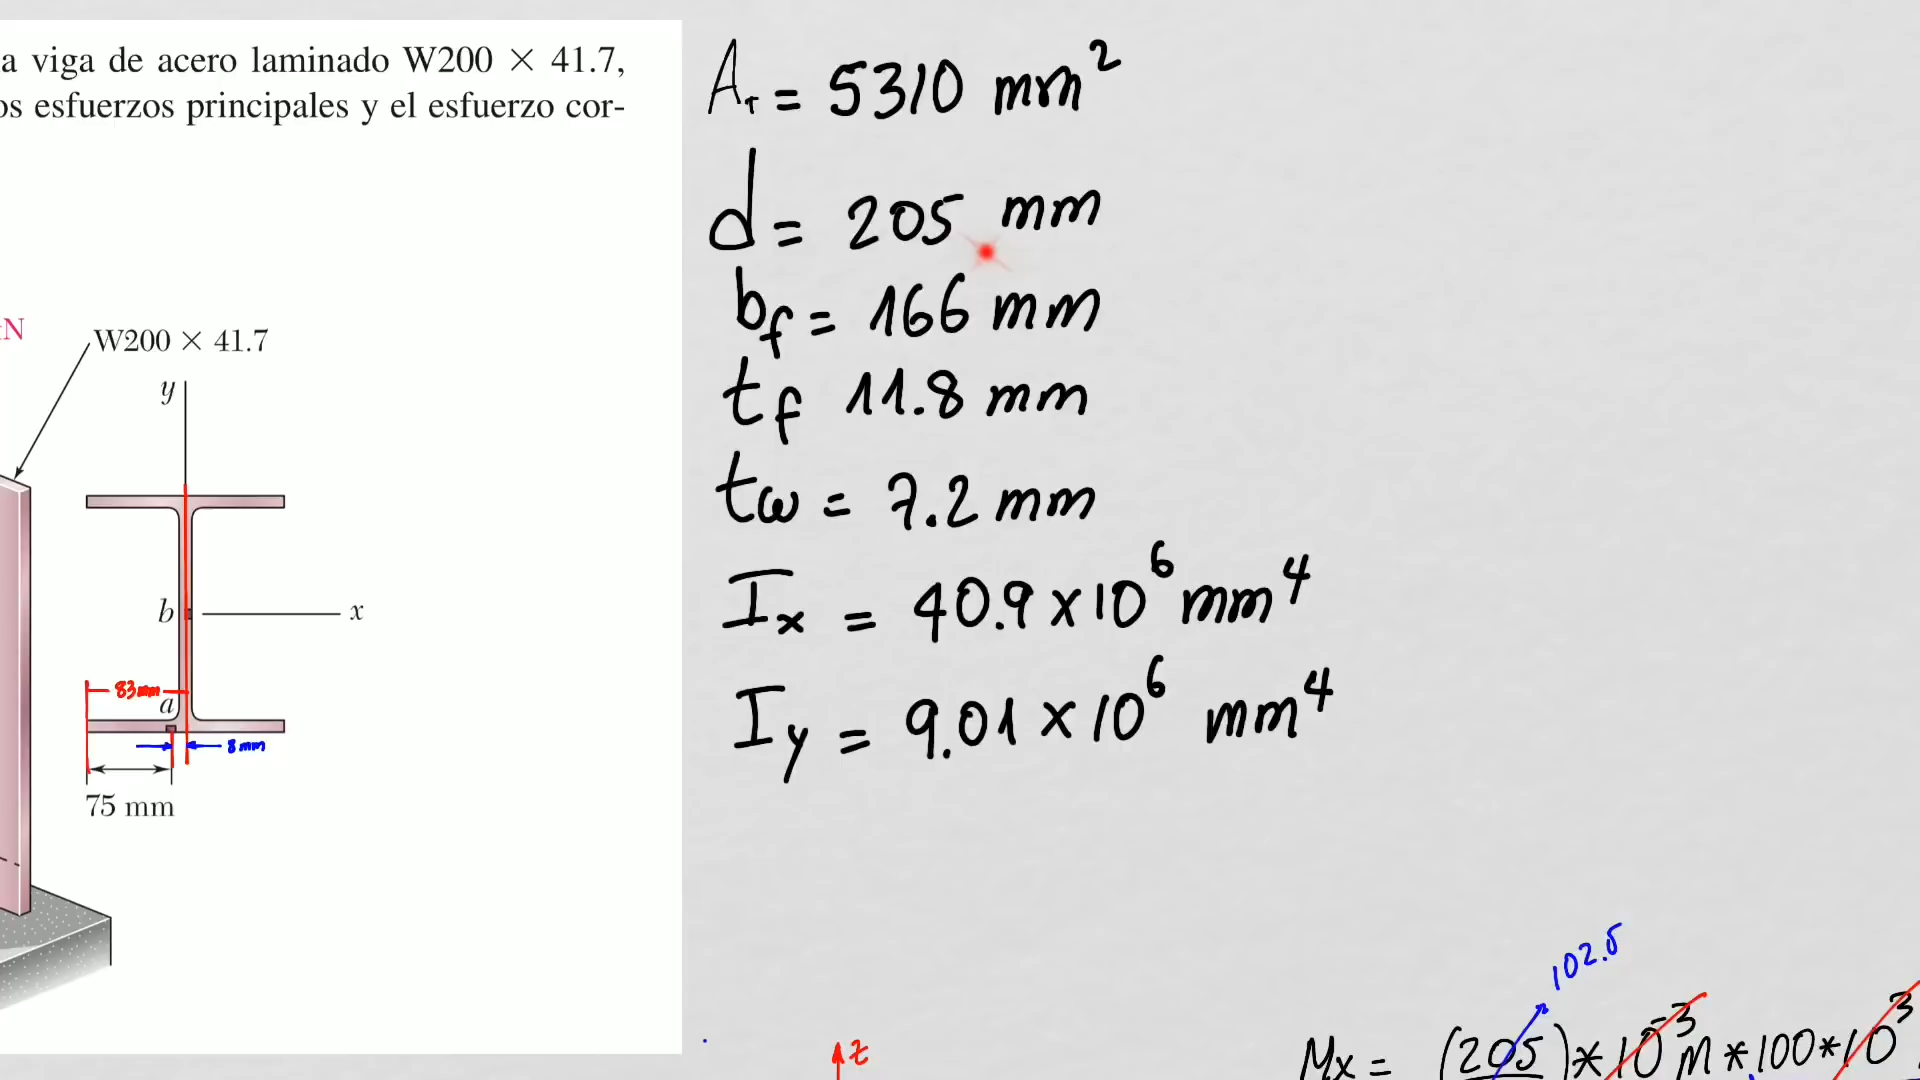 a viga de acero laminado W200 × 41.7,
os esfuerzos principales y el esfuerzo cor-
N
W200 × 41.7
y
b
x
83mm
a
8 mm
75 mm
Ar = 5310 mm²
d = 205 mm
bf = 166 mm
tf 11.8 mm
tw = 7.2 mm
Ix = 40.9 x 10⁶ mm⁴
Iy = 9.01 x 10⁶ mm⁴
102.5
z
Mx = (205)*10⁻³ m * 100*10³